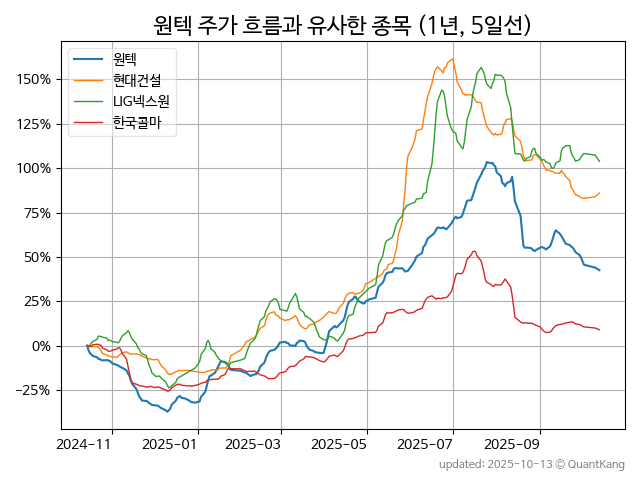 원텍 주가 흐름과 유사한 종목 (1년, 5일선)
원텍
현대건설
LIG넥스원
한국콜마
150%
125%
100%
75%
50%
25%
0%
−25%
2024-11
2025-01
2025-03
2025-05
2025-07
2025-09
updated: 2025-10-13 ⓒ QuantKang